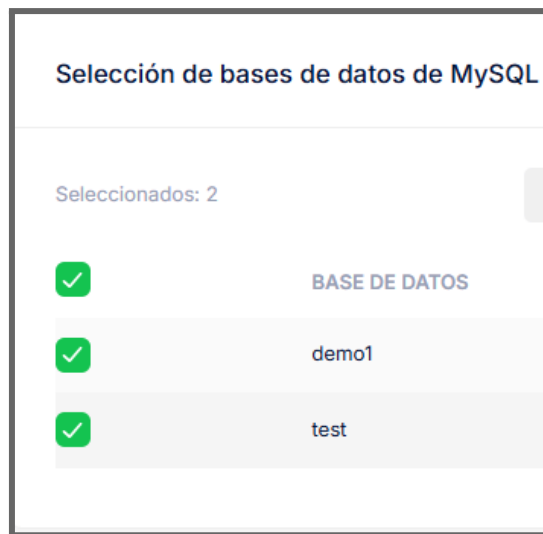 Selección de bases de datos de MySQL
Seleccionados: 2
BASE DE DATOS
demo1
test